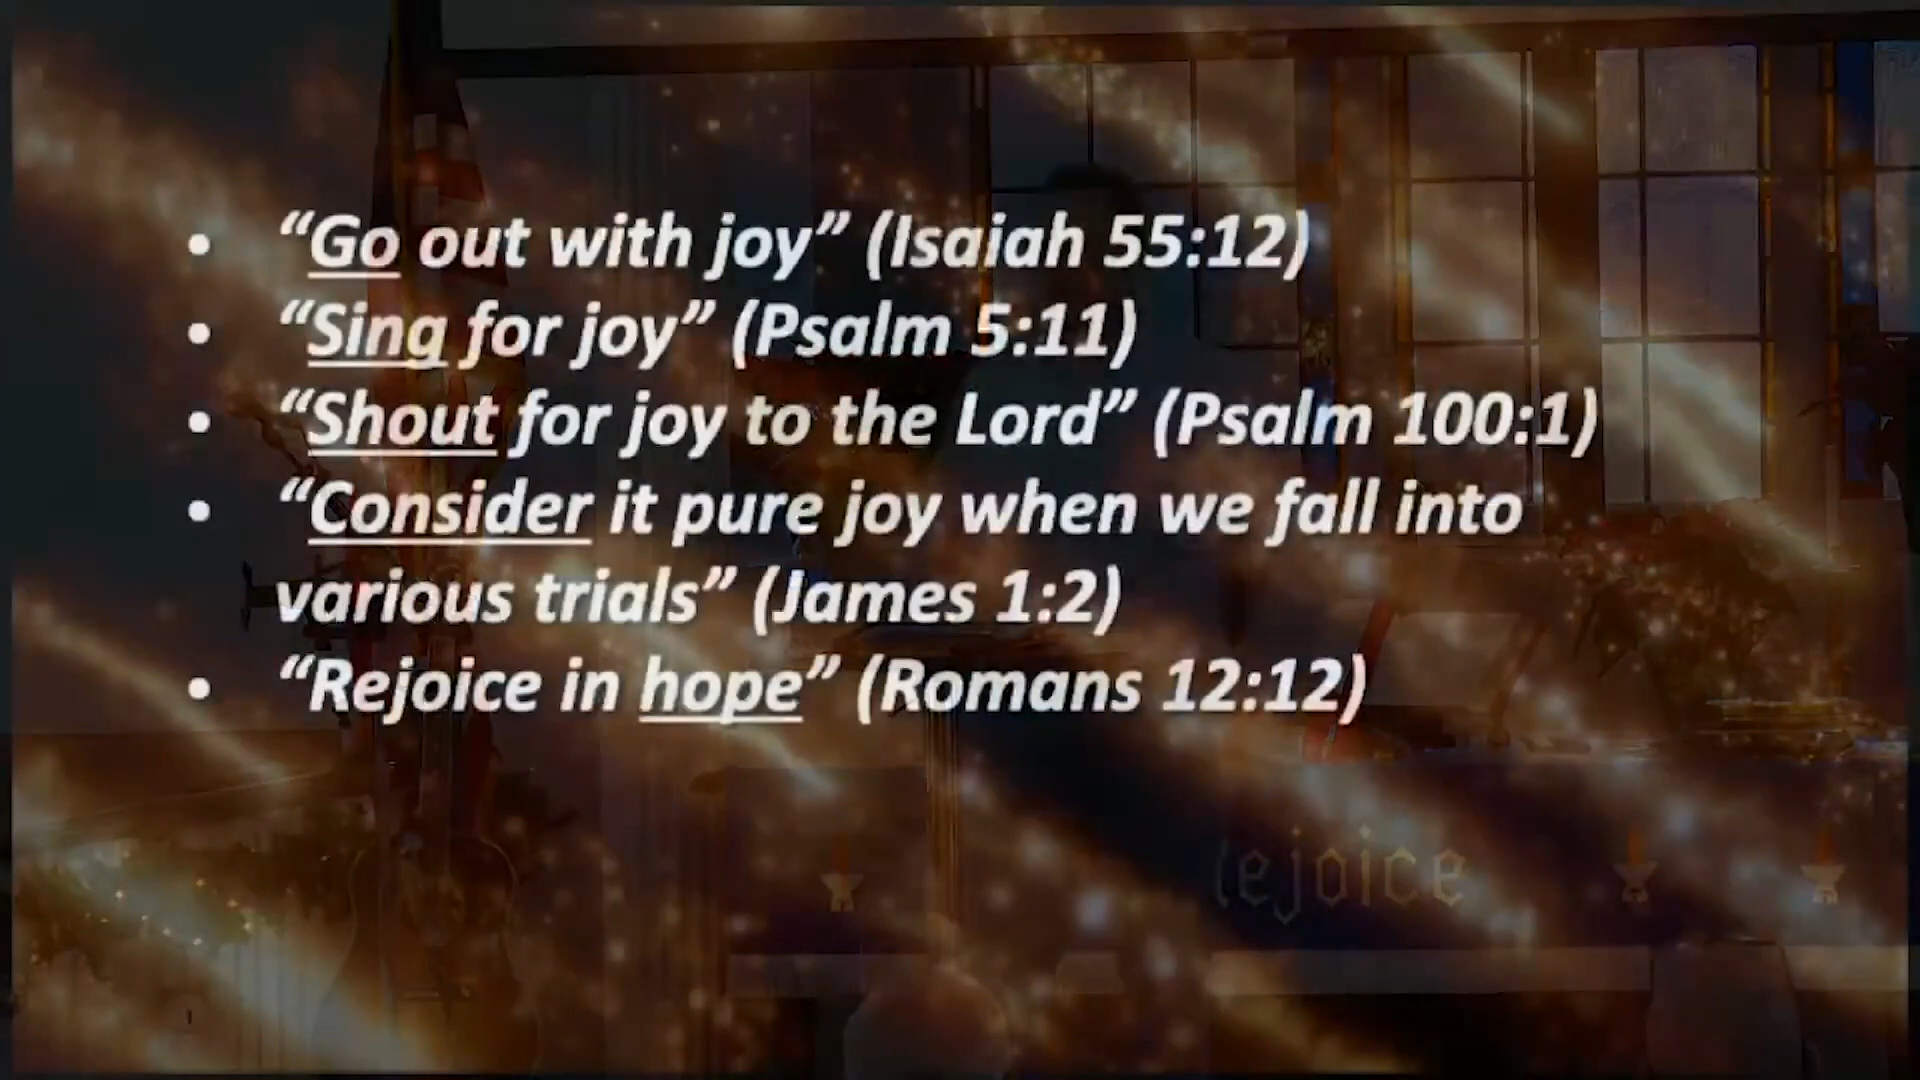 • “Go out with joy” (Isaiah 55:12)
• “Sing for joy” (Psalm 5:11)
• “Shout for joy to the Lord” (Psalm 100:1)
• “Consider it pure joy when we fall into
various trials” (James 1:2)
• “Rejoice in hope” (Romans 12:12)
rejoice